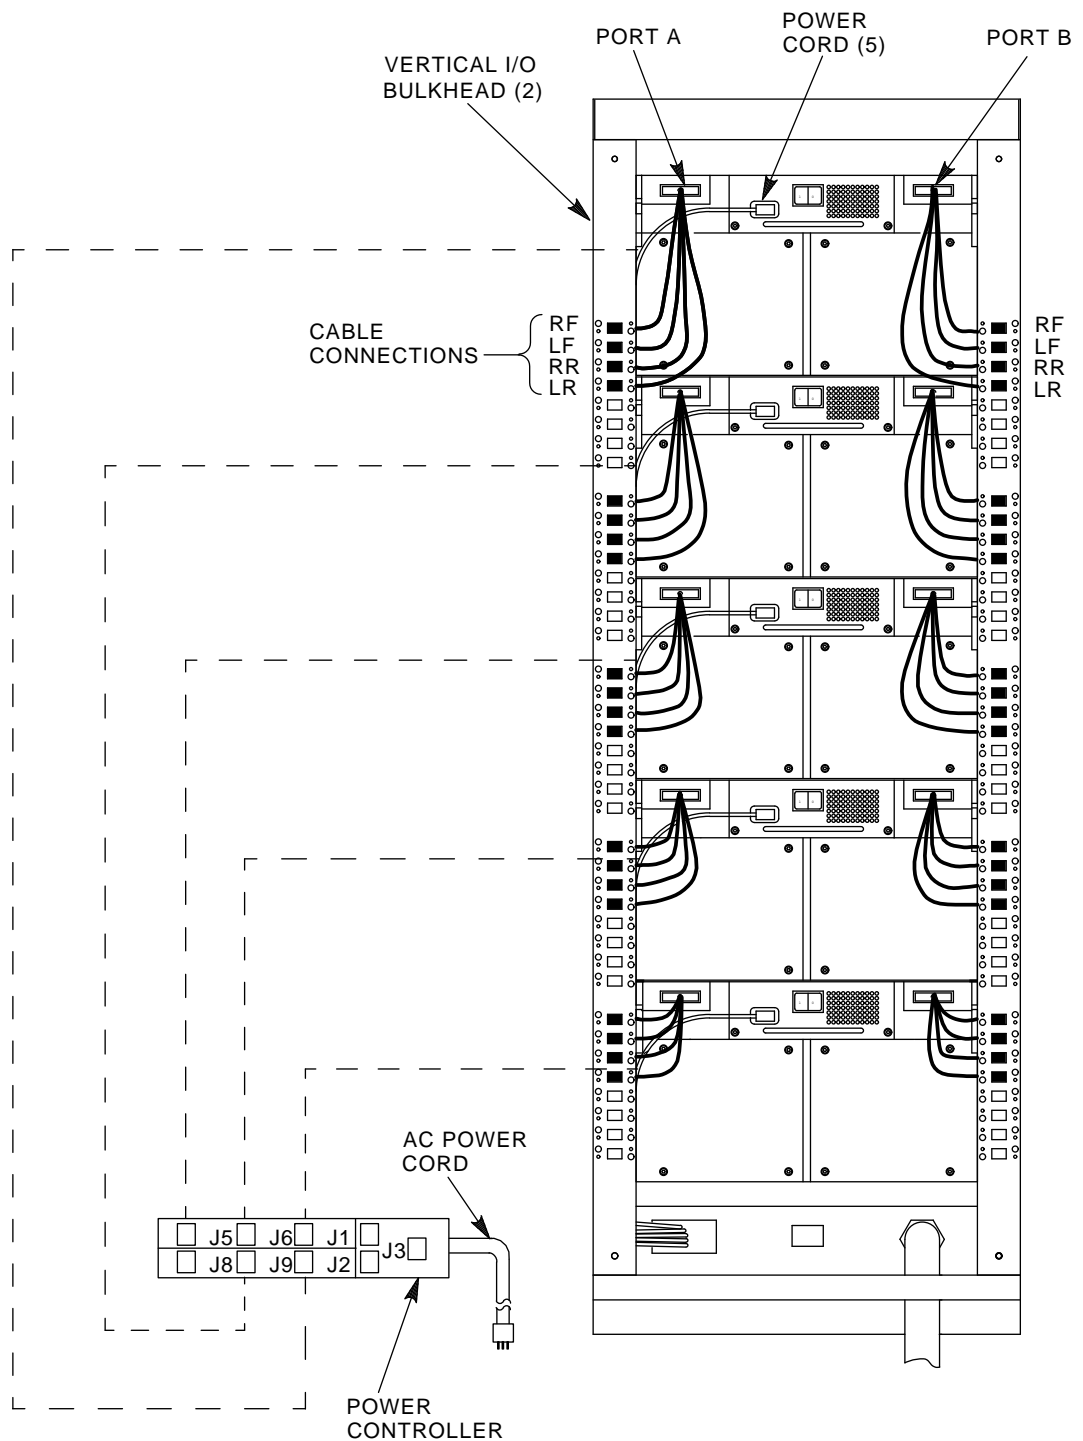 PORT A
POWER
CORD (5)
PORT B
VERTICAL I/O
BULKHEAD (2)
CABLE
CONNECTIONS
RF
LF
RR
LR
RF
LF
RR
LR
AC POWER
CORD
J5 J6 J1
J3
J8 J9 J2
POWER
CONTROLLER